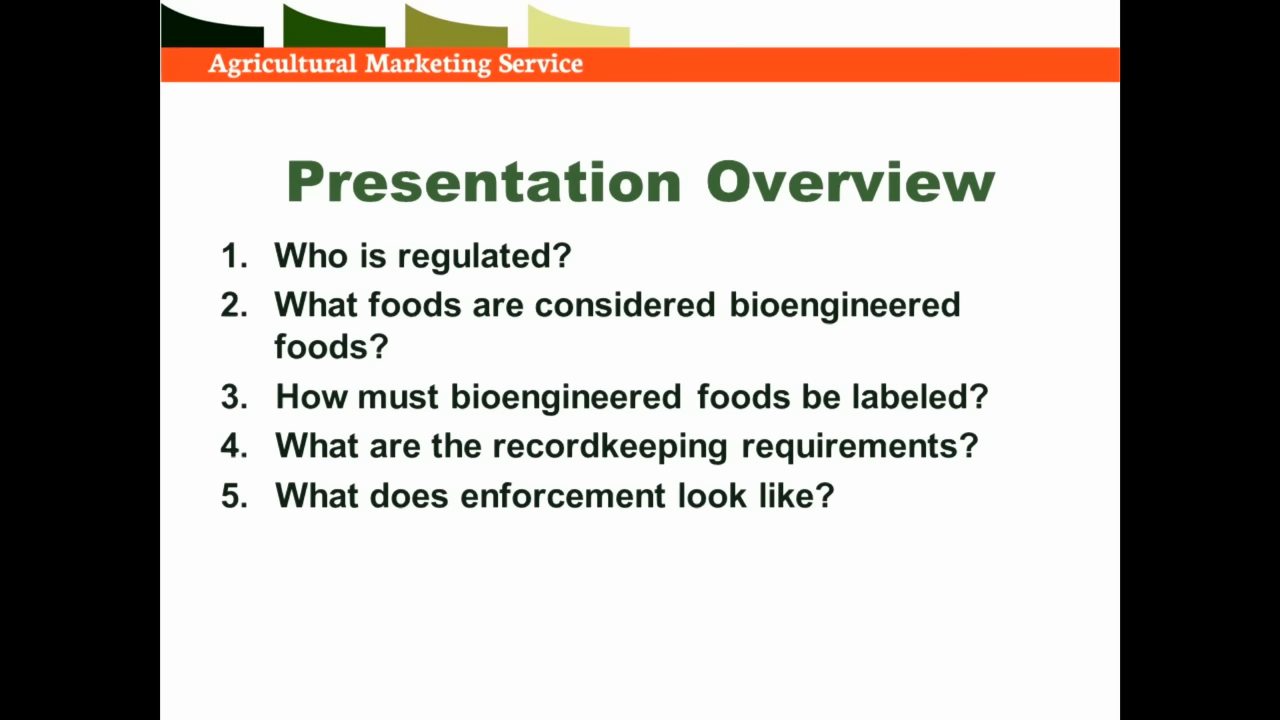 Agricultural Marketing Service
Presentation Overview
1. Who is regulated?
2. What foods are considered bioengineered
foods?
3. How must bioengineered foods be labeled?
4. What are the recordkeeping requirements?
5. What does enforcement look like?